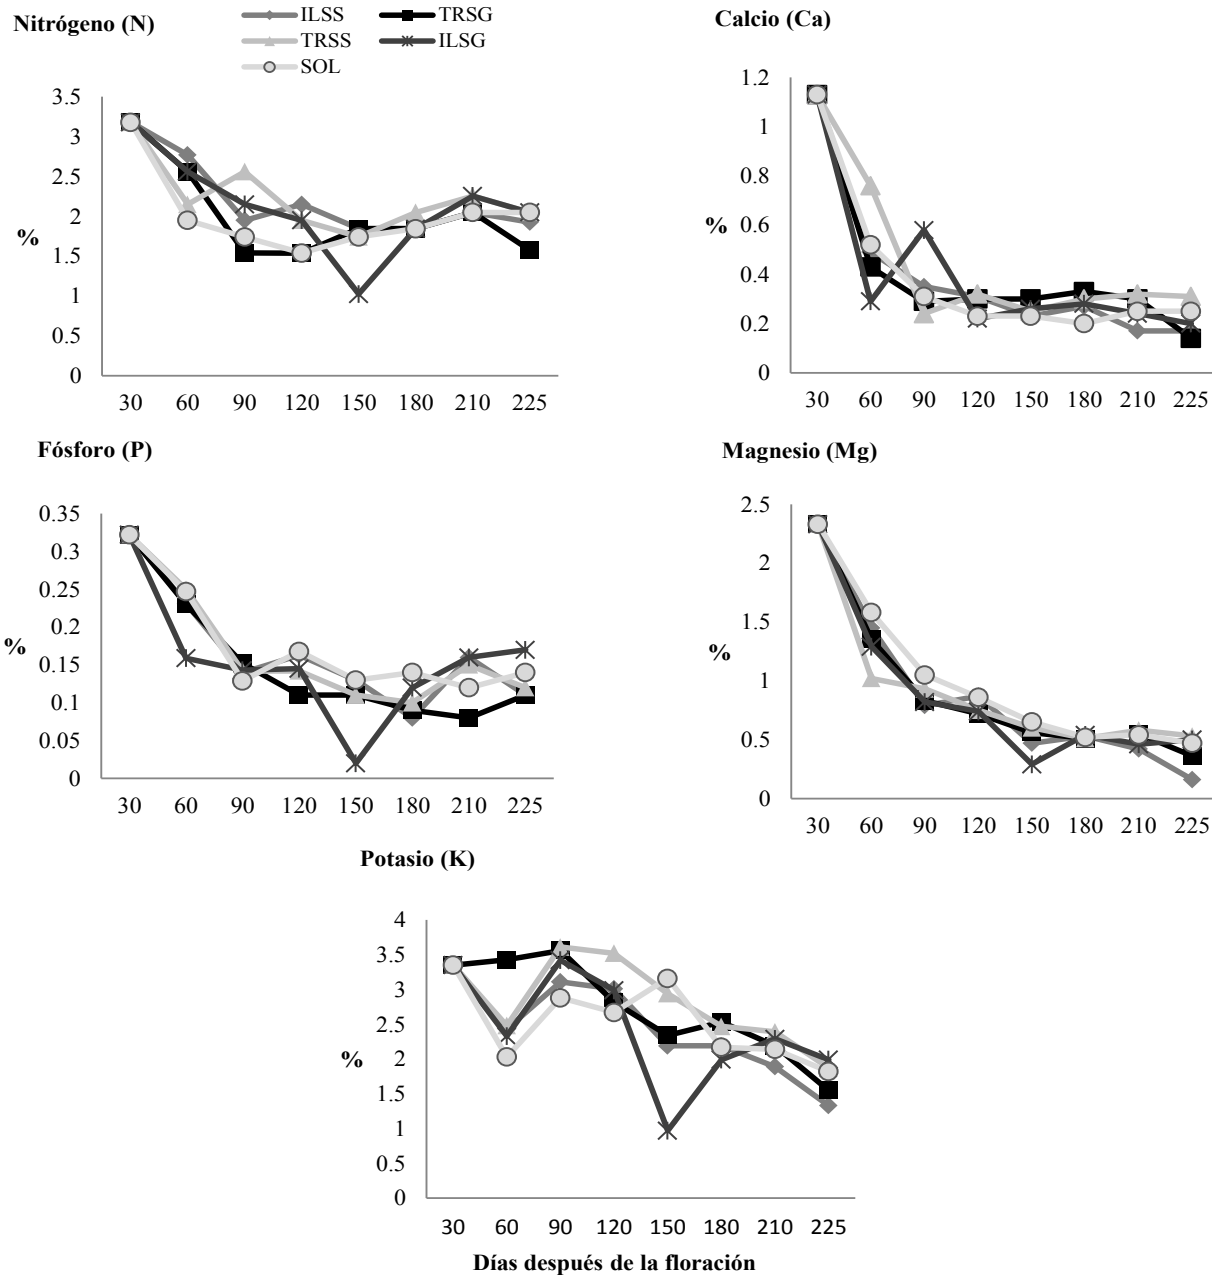 Nitrógeno (N)
ILSS
TRSG
TRSS
ILSG
SOL
3.5
3
2.5
2
1.5
1
0.5
0
%
30 60 90 120 150 180 210 225
Calcio (Ca)
1.2
1
0.8
0.6
0.4
0.2
0
%
30 60 90 120 150 180 210 225
Fósforo (P)
0.35
0.3
0.25
0.2
0.15
0.1
0.05
0
%
30 60 90 120 150 180 210 225
Magnesio (Mg)
2.5
2
1.5
1
0.5
0
%
30 60 90 120 150 180 210 225
Potasio (K)
4
3.5
3
2.5
2
1.5
1
0.5
0
%
30 60 90 120 150 180 210 225
Días después de la floración